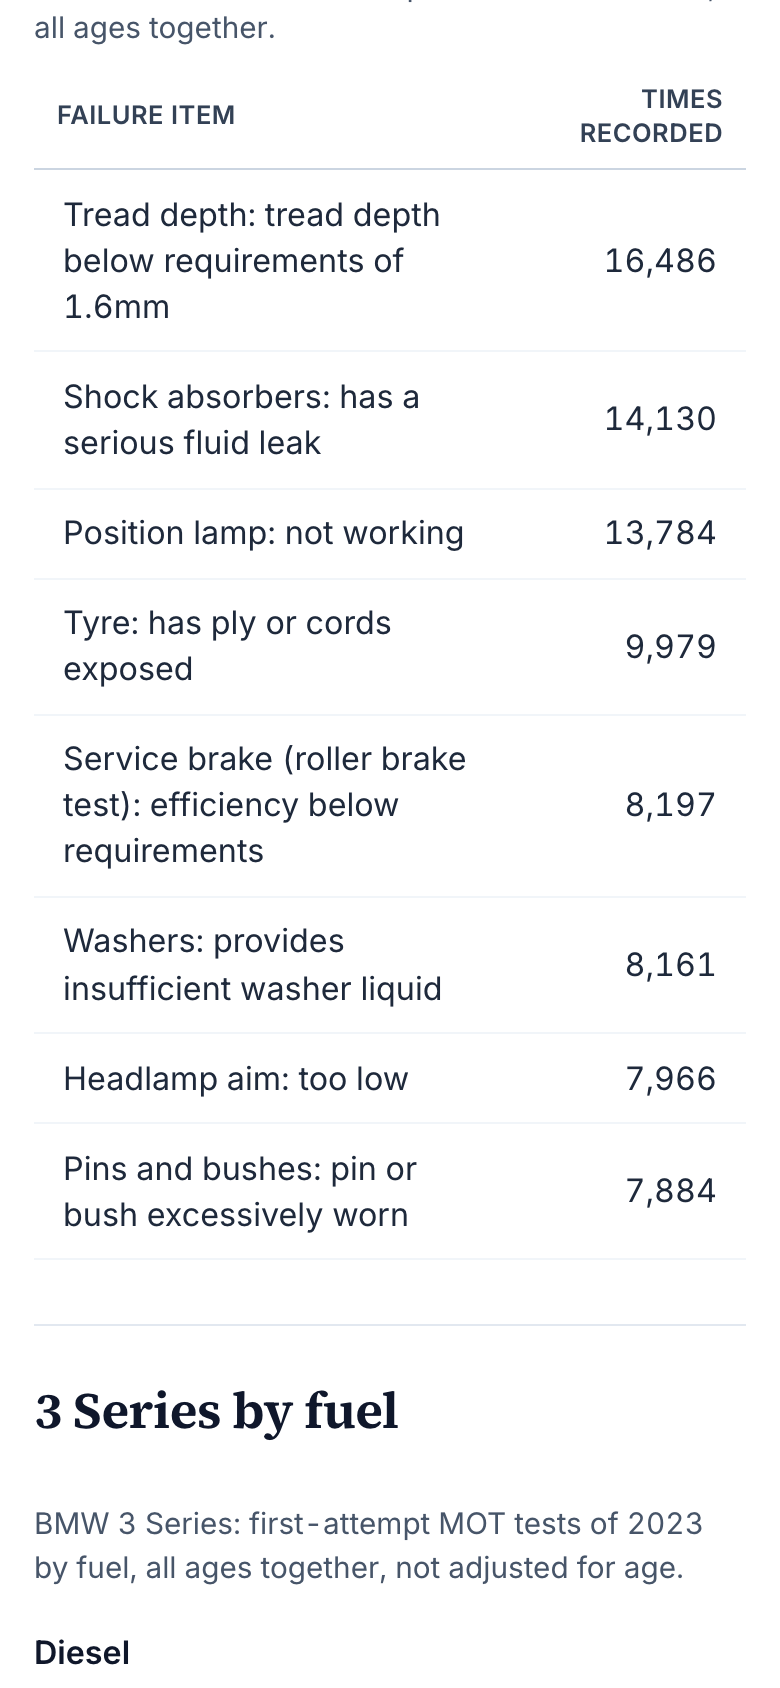 all ages together.
FAILURE ITEM
TIMES
RECORDED
Tread depth: tread depth
below requirements of
1.6mm
16,486
Shock absorbers: has a
serious fluid leak
14,130
Position lamp: not working
13,784
Tyre: has ply or cords
exposed
9,979
Service brake (roller brake
test): efficiency below
requirements
8,197
Washers: provides
insufficient washer liquid
8,161
Headlamp aim: too low
7,966
Pins and bushes: pin or
bush excessively worn
7,884
3 Series by fuel
BMW 3 Series: first-attempt MOT tests of 2023
by fuel, all ages together, not adjusted for age.
Diesel